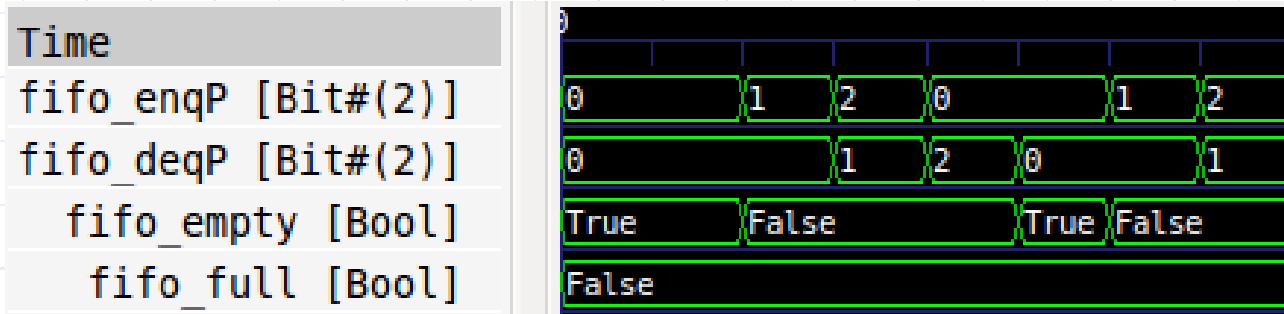 Time 0
fifo_enqP [Bit#(2)] 0 1 2 0 1 2
fifo_deqP [Bit#(2)] 0 1 2 0 1
fifo_empty [Bool] True False True False
fifo_full [Bool] False